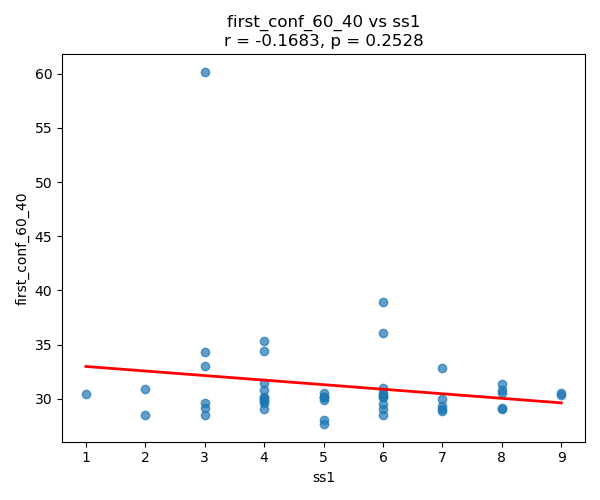 first_conf_60_40 vs ss1
r = -0.1683, p = 0.2528
first_conf_60_40
60
55
50
45
40
35
30
1 2 3 4 5 6 7 8 9
ss1